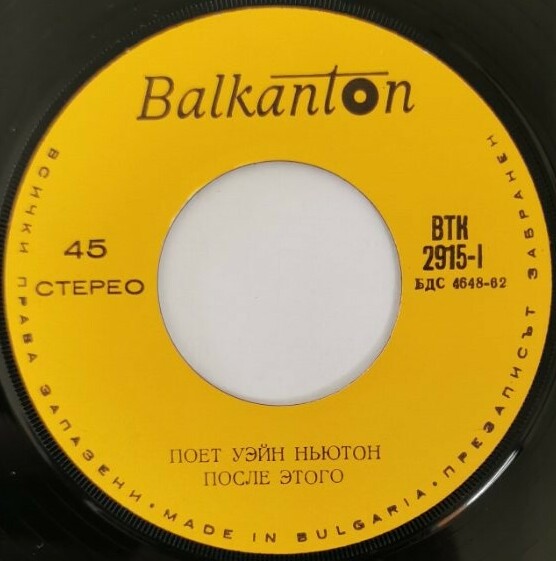 Balkanton
45
СТЕРЕО
ВТК
2915-I
БДС 4648-62
ПОЕТ УЭЙН НЬЮТОН
ПОСЛЕ ЭТОГО
ВСИЧКИ ПРАВА ЗАПАЗЕНИ • MADE IN BULGARIA • ПРЕЗАПИСЪТ ЗАБРАНЕН